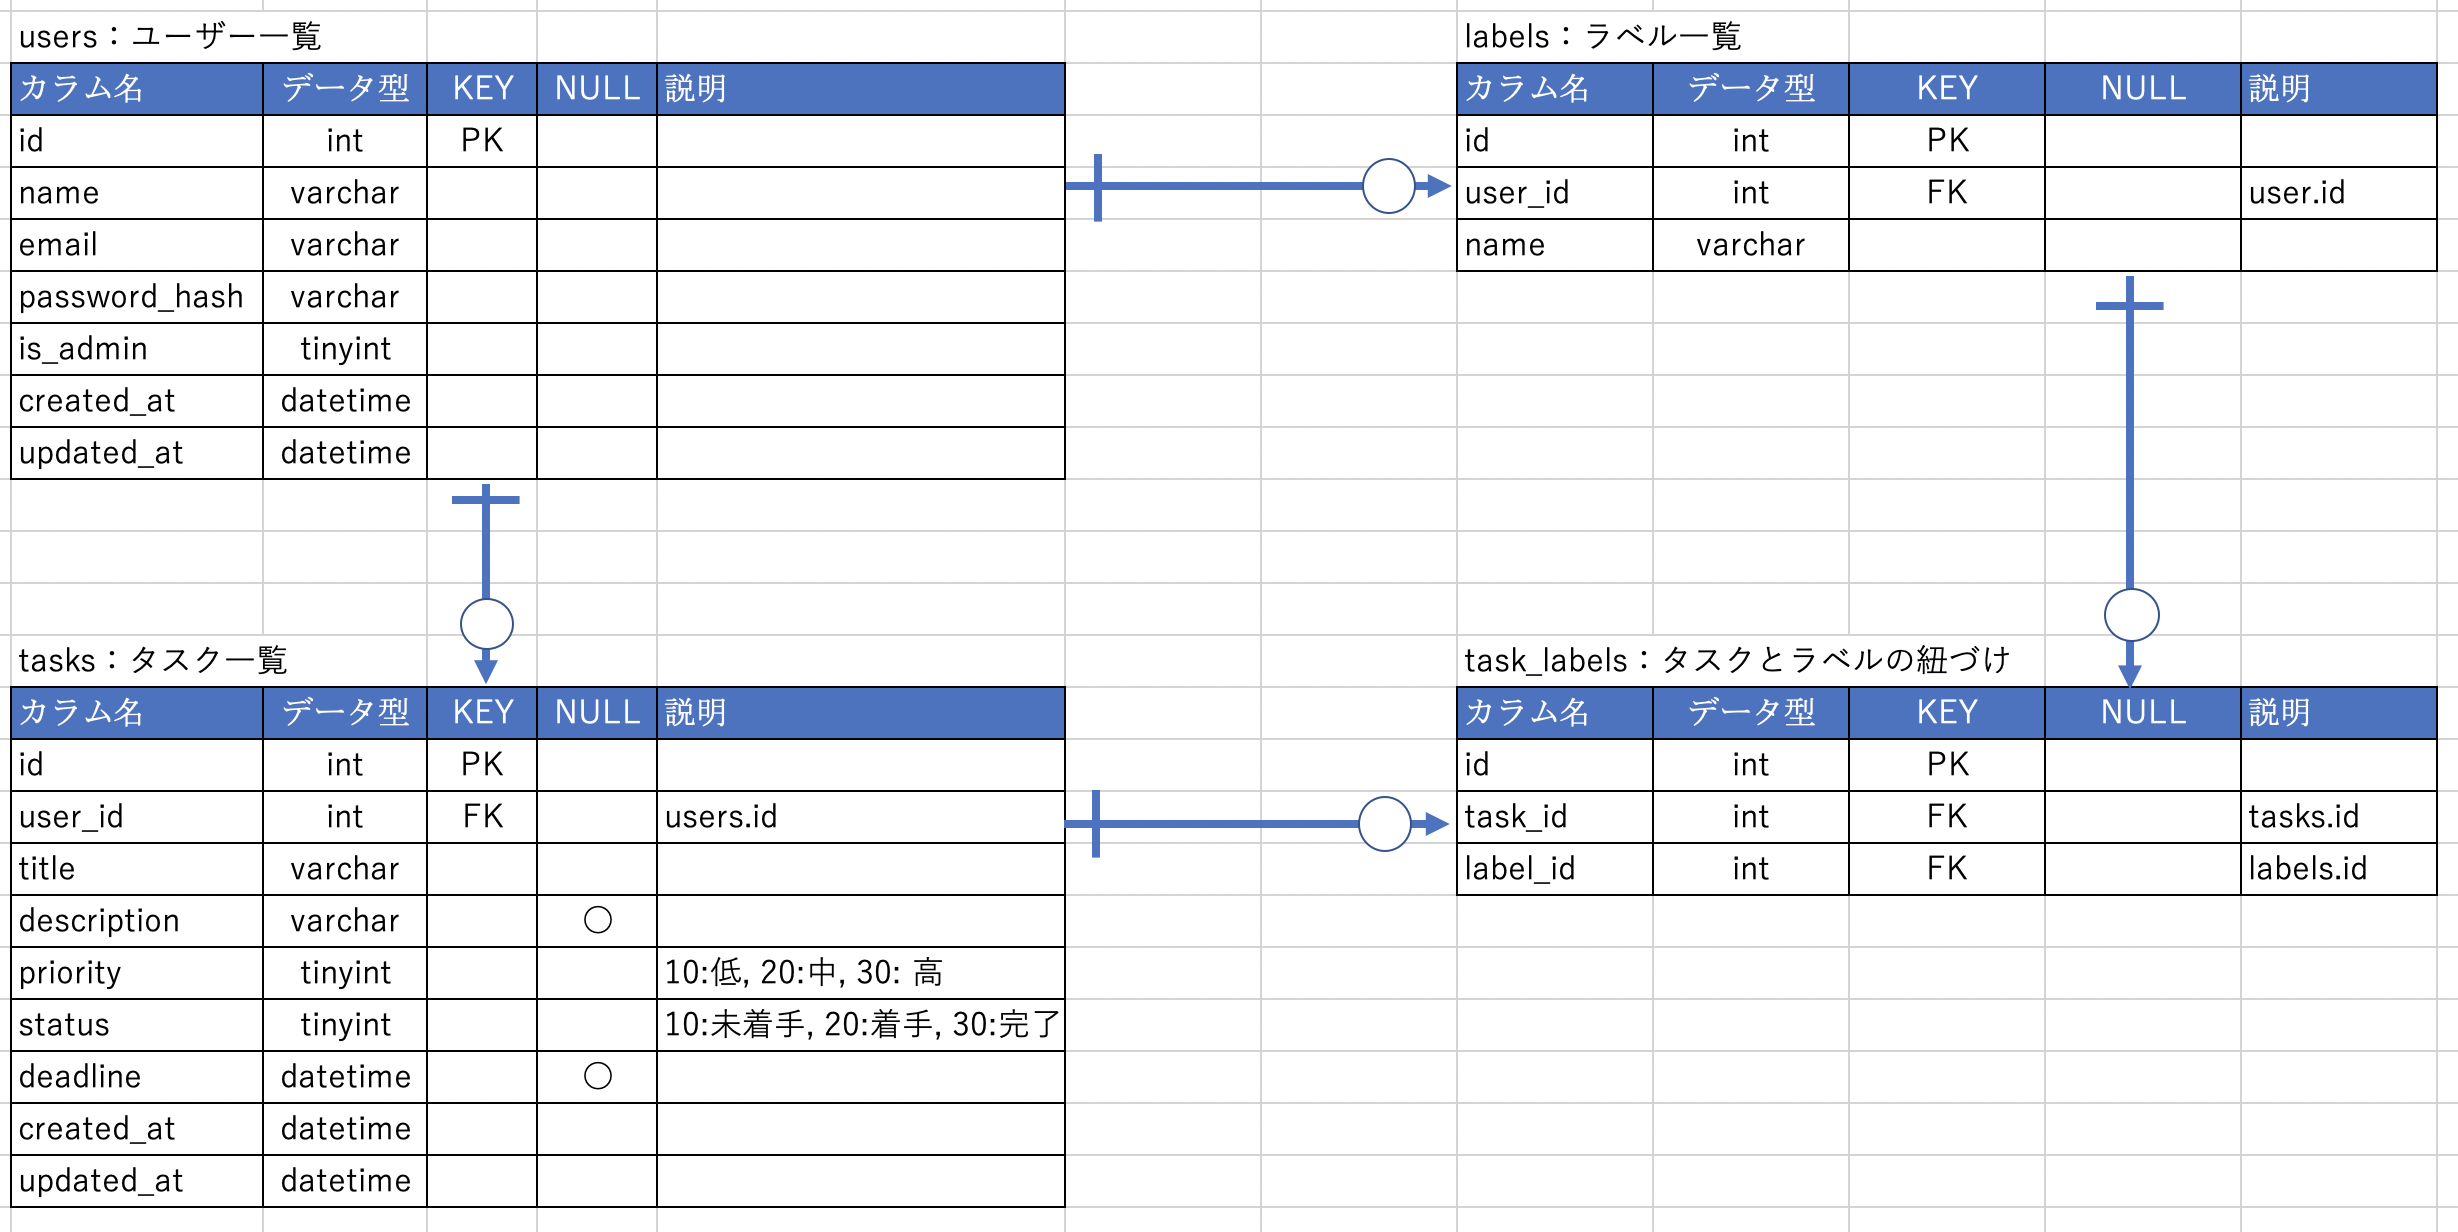 users：ユーザー一覧
カラム名 データ型 KEY NULL 説明
id int PK
name varchar
email varchar
password_hash varchar
is_admin tinyint
created_at datetime
updated_at datetime
labels：ラベル一覧
カラム名 データ型 KEY NULL 説明
id int PK
user_id int FK user.id
name varchar
tasks：タスク一覧
カラム名 データ型 KEY NULL 説明
id int PK
user_id int FK users.id
title varchar
description varchar ○
priority tinyint 10:低, 20:中, 30: 高
status tinyint 10:未着手, 20:着手, 30:完了
deadline datetime ○
created_at datetime
updated_at datetime
task_labels：タスクとラベルの紐づけ
カラム名 データ型 KEY NULL 説明
id int PK
task_id int FK tasks.id
label_id int FK labels.id